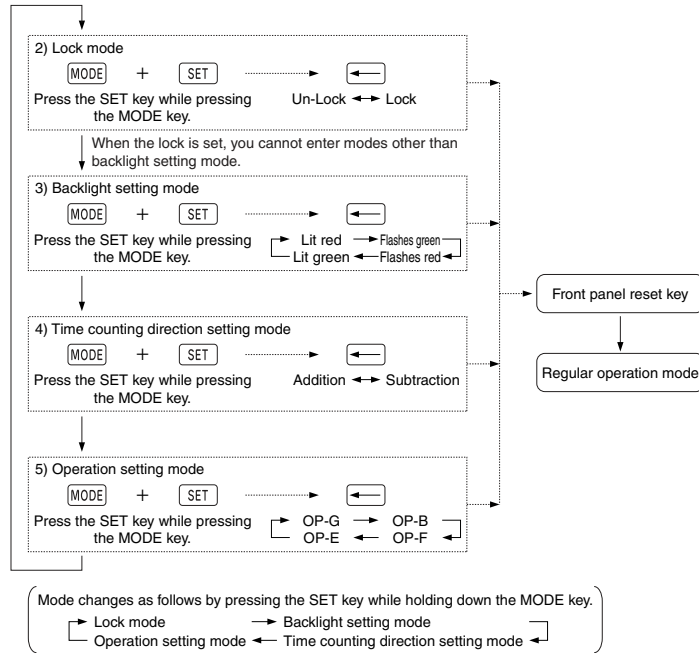 2) Lock mode
MODE + SET ←
Press the SET key while pressing
the MODE key.
Un-Lock ↔ Lock
When the lock is set, you cannot enter modes other than
backlight setting mode.
3) Backlight setting mode
MODE + SET ←
Press the SET key while pressing
the MODE key.
Lit red → Flashes green
Lit green ← Flashes red
4) Time counting direction setting mode
MODE + SET ←
Press the SET key while pressing
the MODE key.
Addition ↔ Subtraction
5) Operation setting mode
MODE + SET ←
Press the SET key while pressing
the MODE key.
OP-G → OP-B
OP-E ← OP-F
Front panel reset key
Regular operation mode
Mode changes as follows by pressing the SET key while holding down the MODE key.
Lock mode → Backlight setting mode
Operation setting mode ← Time counting direction setting mode